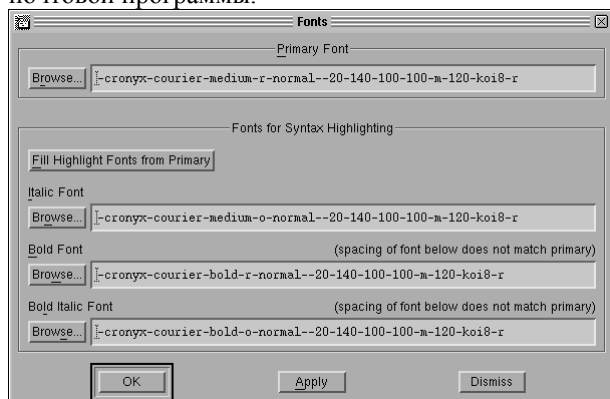 почтовой программы.
Fonts
Primary Font
Browse... -cronyx-courier-medium-r-normal--20-140-100-100-m-120-koi8-r
Fonts for Syntax Highlighting
Fill Highlight Fonts from Primary
Italic Font
Browse... -cronyx-courier-medium-o-normal--20-140-100-100-m-120-koi8-r
Bold Font (spacing of font below does not match primary)
Browse... -cronyx-courier-bold-r-normal--20-140-100-100-m-120-koi8-r
Bold Italic Font (spacing of font below does not match primary)
Browse... -cronyx-courier-bold-o-normal--20-140-100-100-m-120-koi8-r
OK Apply Dismiss